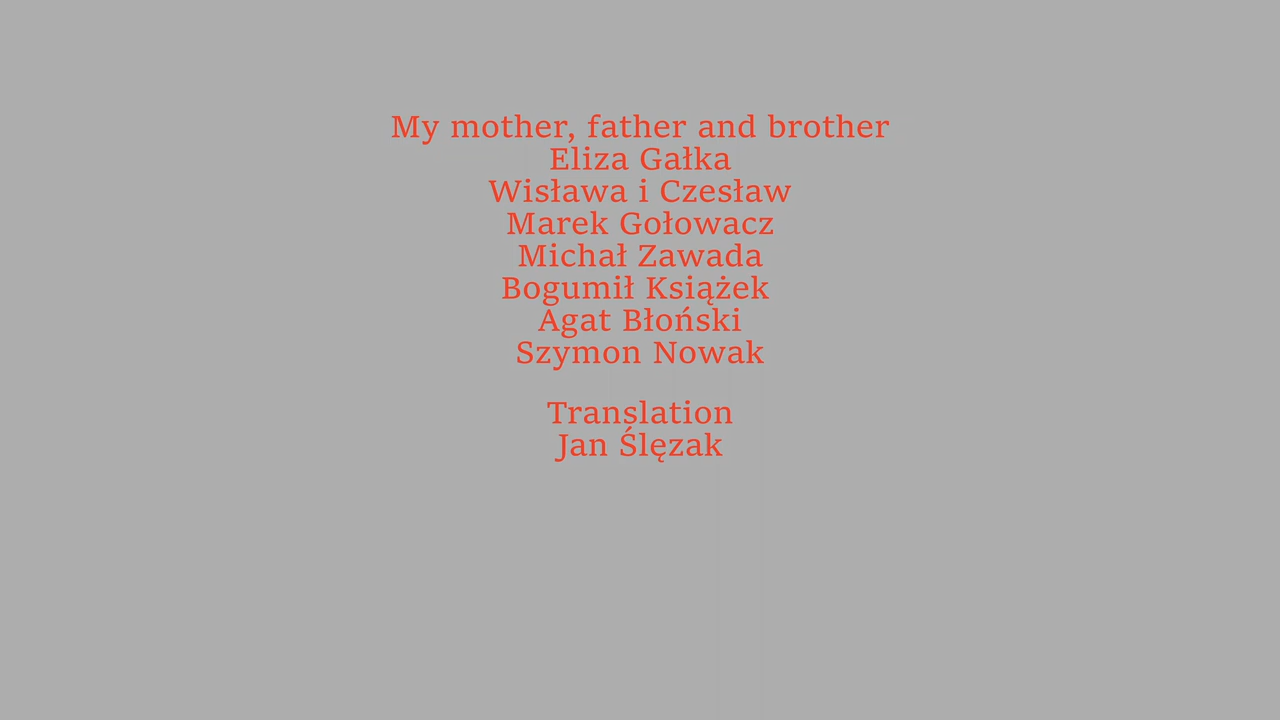 My mother, father and brother
Eliza Gałka
Wisława i Czesław
Marek Gołowacz
Michał Zawada
Bogumił Książek
Agat Błoński
Szymon Nowak
Translation
Jan Ślęzak